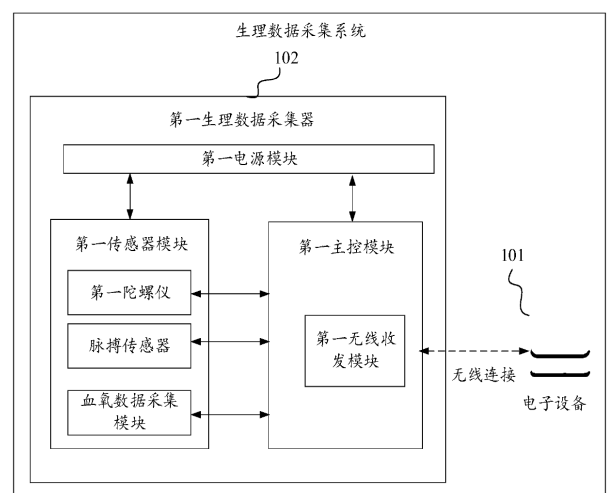 生理数据采集系统
102
第一生理数据采集器
第一电源模块
第一传感器模块
第一陀螺仪
脉搏传感器
血氧数据采集
模块
第一主控模块
第一无线收
发模块
101
无线连接
电子设备